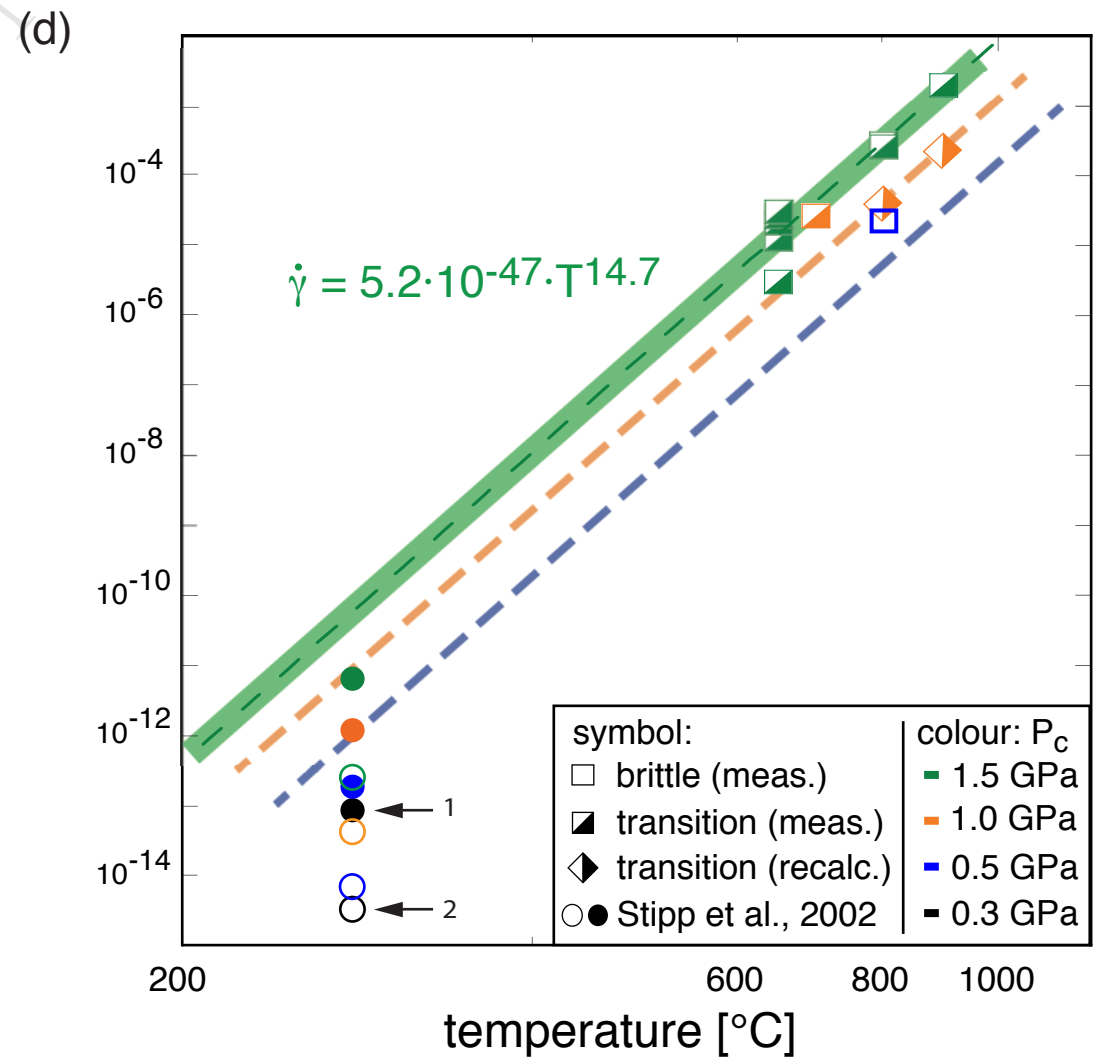 (d)
10-4
γ̇ = 5.2·10-47·T14.7
10-6
10-8
10-10
10-12
10-14
1
2
symbol:
brittle (meas.)
transition (meas.)
transition (recalc.)
Stipp et al., 2002
colour: Pc
1.5 GPa
1.0 GPa
0.5 GPa
0.3 GPa
200
600
800
1000
temperature [°C]